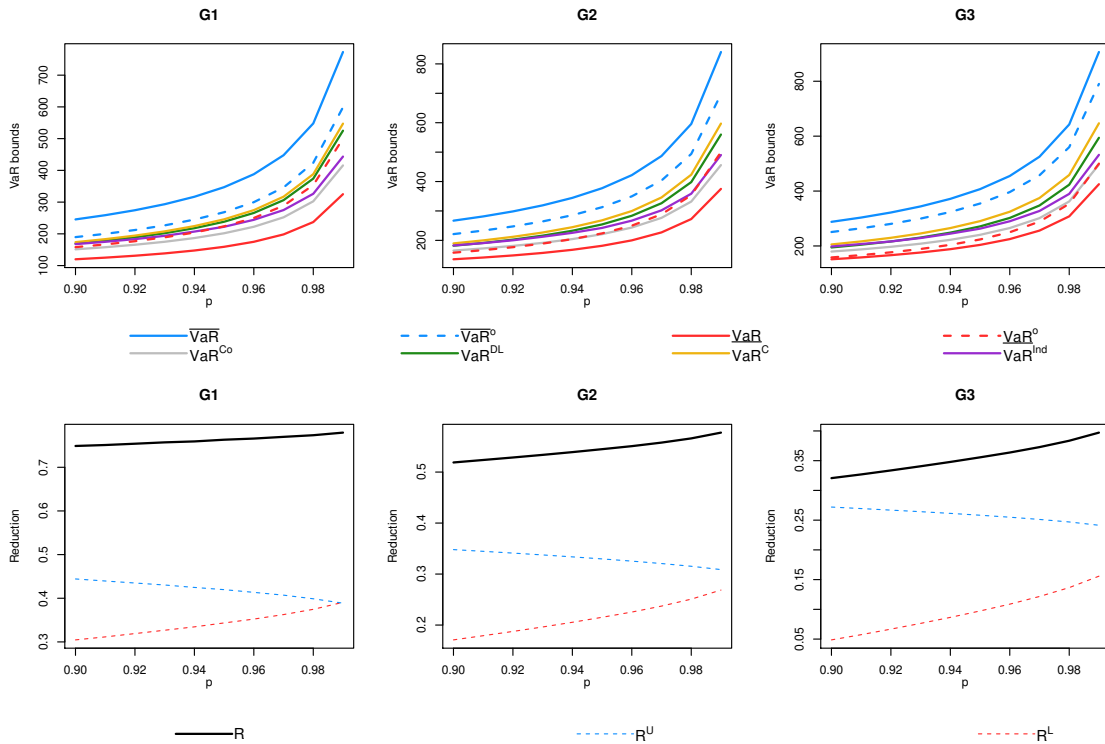 G1 G2 G3
VaR bounds
700
600
500
400
300
200
100
0.90 0.92 0.94 0.96 0.98
p
VaR bounds
800
600
400
200
0.90 0.92 0.94 0.96 0.98
p
VaR bounds
800
600
400
200
0.90 0.92 0.94 0.96 0.98
p
VaR VaR^o VaR VaR^o
VaR^Co VaR^DL VaR^C VaR^Ind
G1 G2 G3
Reduction
0.7
0.6
0.5
0.4
0.3
0.90 0.92 0.94 0.96 0.98
p
Reduction
0.5
0.4
0.3
0.2
0.90 0.92 0.94 0.96 0.98
p
Reduction
0.35
0.25
0.15
0.05
0.90 0.92 0.94 0.96 0.98
p
R R^U R^L